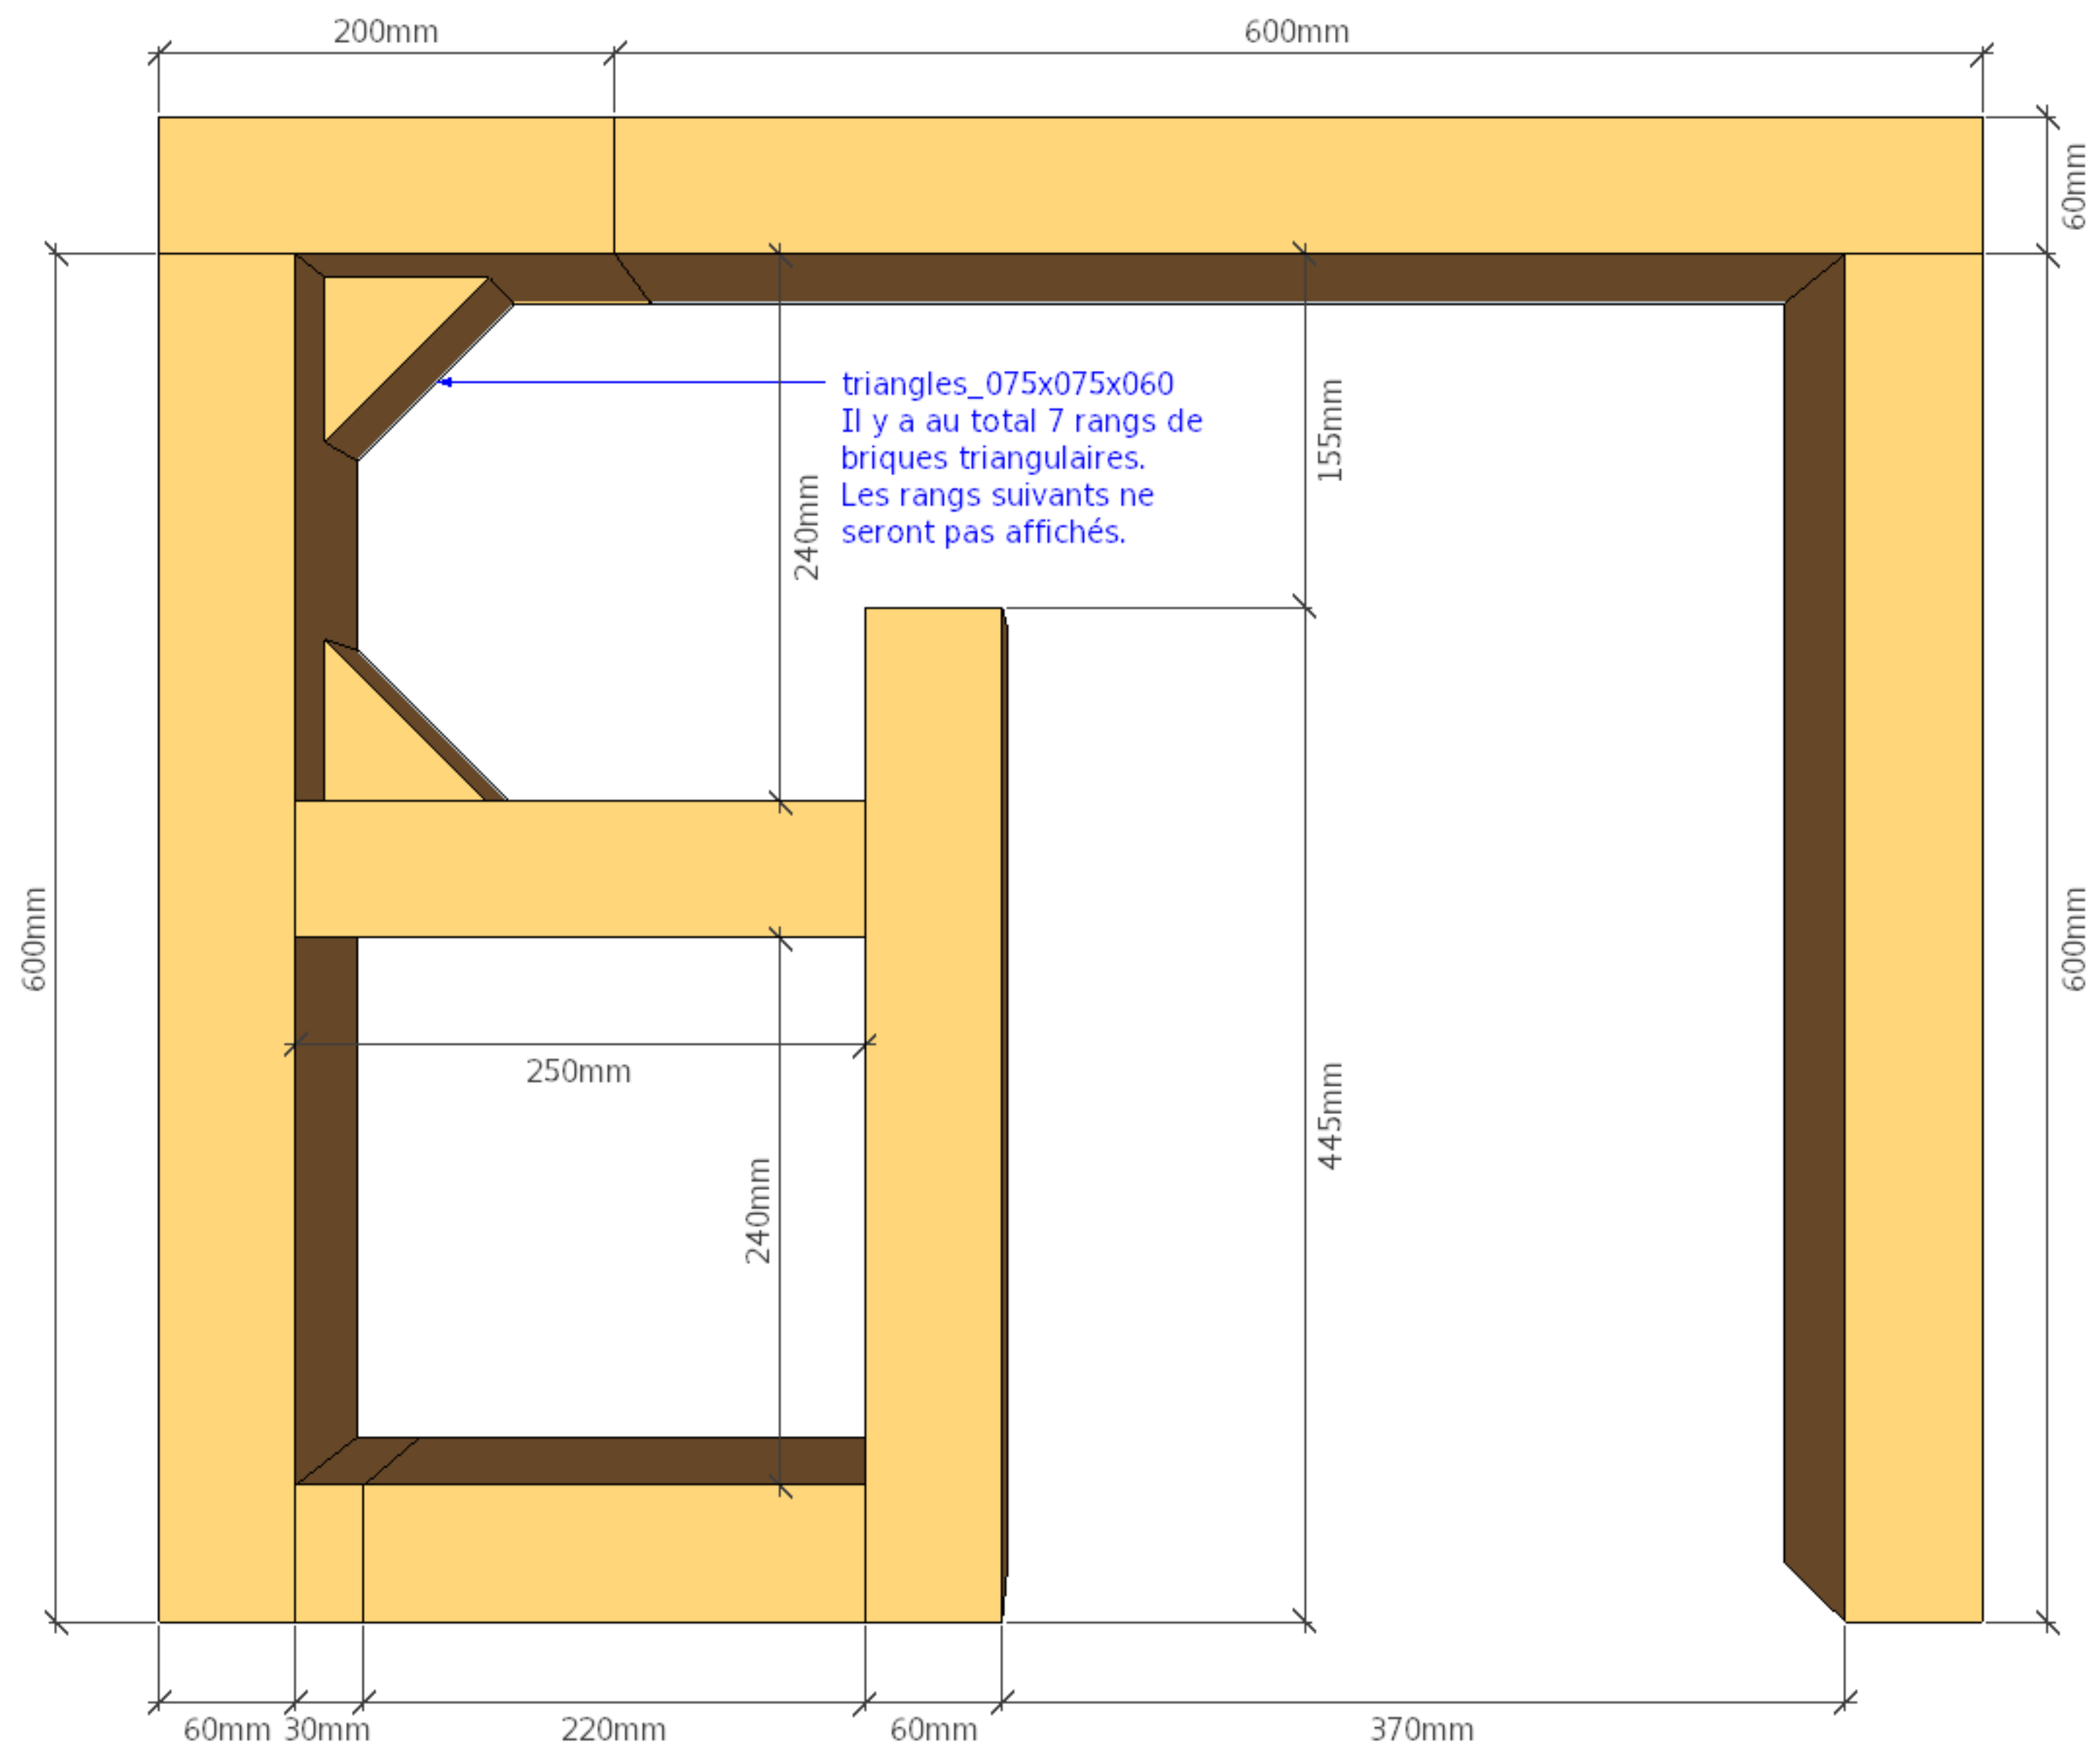 200mm
600mm
60mm
triangles_075x075x060
Il y a au total 7 rangs de
briques triangulaires.
Les rangs suivants ne
seront pas affichés.
240mm
155mm
600mm
600mm
250mm
445mm
240mm
60mm
30mm
220mm
60mm
370mm